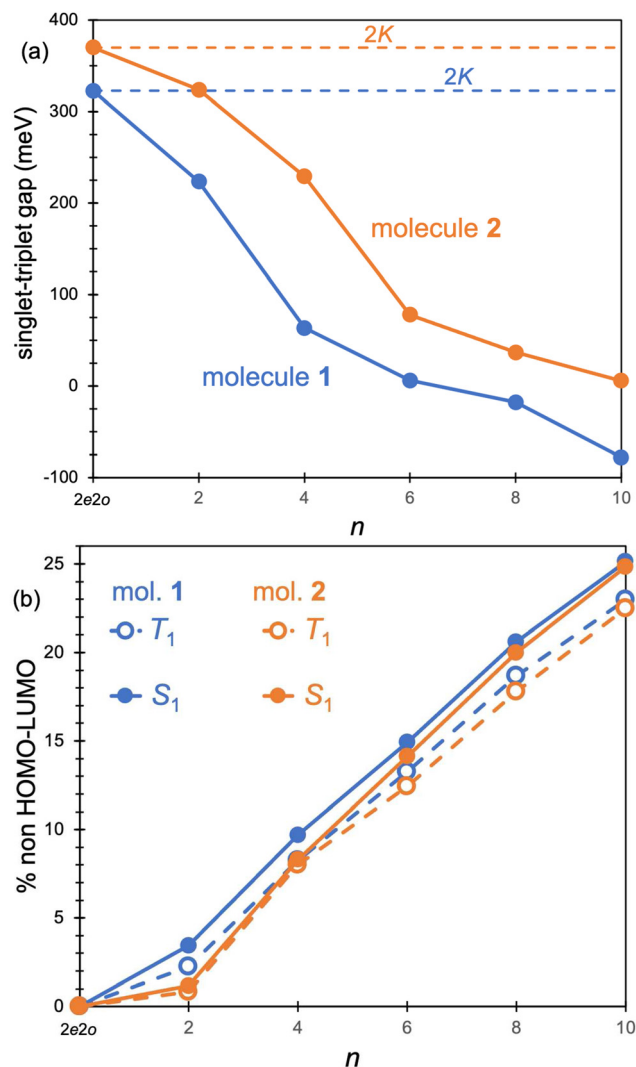 (a)
400
300
200
100
0
-100
singlet-triplet gap (meV)
2K
2K
molecule 2
molecule 1
2e2o 2 4 6 8 10
n
(b)
25
20
15
10
5
0
% non HOMO-LUMO
mol. 1 mol. 2
T1 T1
S1 S1
2e2o 2 4 6 8 10
n